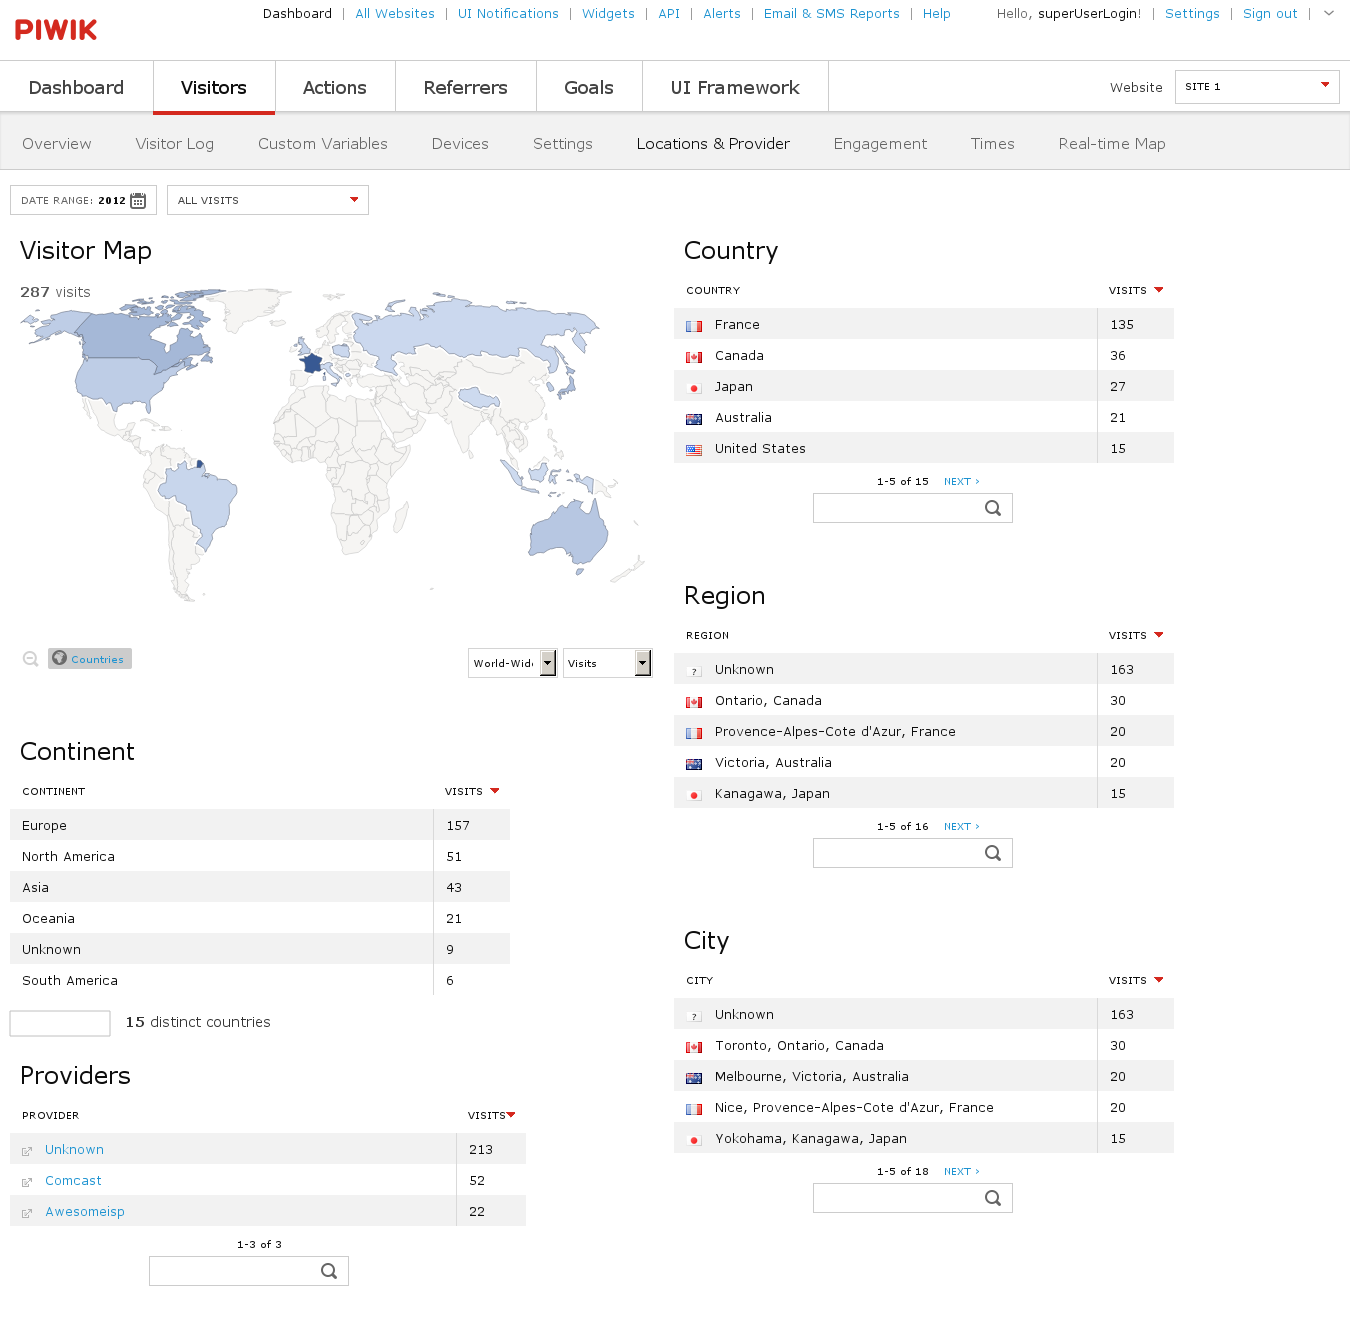 PIWIK
Dashboard | All Websites | UI Notifications | Widgets | API | Alerts | Email & SMS Reports | Help
Hello, superUserLogin! | Settings | Sign out |
Dashboard Visitors Actions Referrers Goals UI Framework
Website SITE 1
Overview Visitor Log Custom Variables Devices Settings Locations & Provider Engagement Times Real-time Map
DATE RANGE: 2012
ALL VISITS
Visitor Map
287 visits
Countries
World-Wid
Visits
Continent
CONTINENT VISITS
Europe 157
North America 51
Asia 43
Oceania 21
Unknown 9
South America 6
15 distinct countries
Providers
PROVIDER VISITS
Unknown 213
Comcast 52
Awesomeisp 22
1-3 of 3
Country
COUNTRY VISITS
France 135
Canada 36
Japan 27
Australia 21
United States 15
1-5 of 15 NEXT ›
Region
REGION VISITS
? Unknown 163
Ontario, Canada 30
Provence-Alpes-Cote d'Azur, France 20
Victoria, Australia 20
Kanagawa, Japan 15
1-5 of 16 NEXT ›
City
CITY VISITS
? Unknown 163
Toronto, Ontario, Canada 30
Melbourne, Victoria, Australia 20
Nice, Provence-Alpes-Cote d'Azur, France 20
Yokohama, Kanagawa, Japan 15
1-5 of 18 NEXT ›